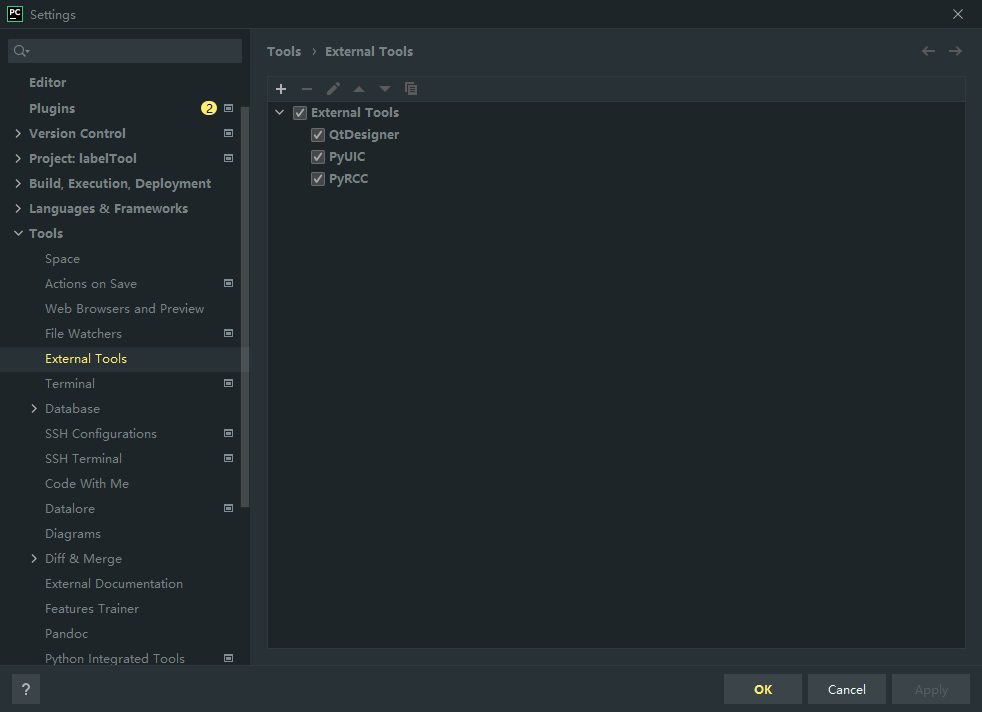 PC Settings
Tools › External Tools
Editor
Plugins 2
Version Control
Project: labelTool
Build, Execution, Deployment
Languages & Frameworks
Tools
Space
Actions on Save
Web Browsers and Preview
File Watchers
External Tools
Terminal
Database
SSH Configurations
SSH Terminal
Code With Me
Datalore
Diagrams
Diff & Merge
External Documentation
Features Trainer
Pandoc
Python Integrated Tools
External Tools
QtDesigner
PyUIC
PyRCC
? OK Cancel Apply